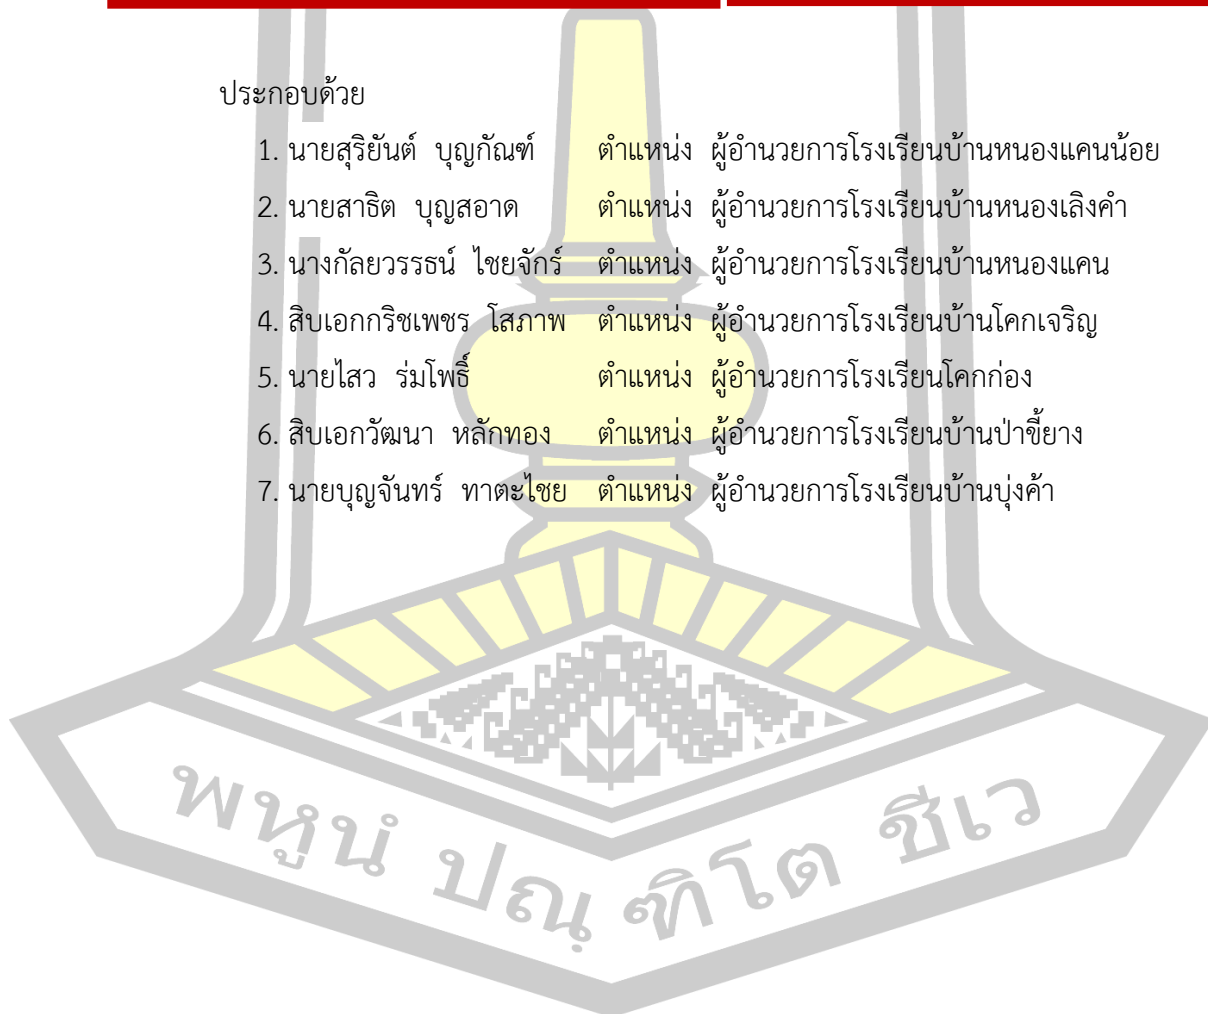 ประกอบด้วย
1. นายสุริยันต์ บุญกัณฑ์ ตำแหน่ง ผู้อำนวยการโรงเรียนบ้านหนองแคนน้อย
2. นายสาธิต บุญสอาด ตำแหน่ง ผู้อำนวยการโรงเรียนบ้านหนองเลิงคำ
3. นางกัลยวรรธน์ ไชยจักร์ ตำแหน่ง ผู้อำนวยการโรงเรียนบ้านหนองแคน
4. สิบเอกกริชเพชร โสภาพ ตำแหน่ง ผู้อำนวยการโรงเรียนบ้านโคกเจริญ
5. นายไสว ร่มโพธิ์ ตำแหน่ง ผู้อำนวยการโรงเรียนโคกก่อง
6. สิบเอกวัฒนา หลักทอง ตำแหน่ง ผู้อำนวยการโรงเรียนบ้านป่าขี้ยาง
7. นายบุญจันทร์ ทาตะไชย ตำแหน่ง ผู้อำนวยการโรงเรียนบ้านบุ่งค้า
พหูนํ ปณฺฑิโต ชีเว